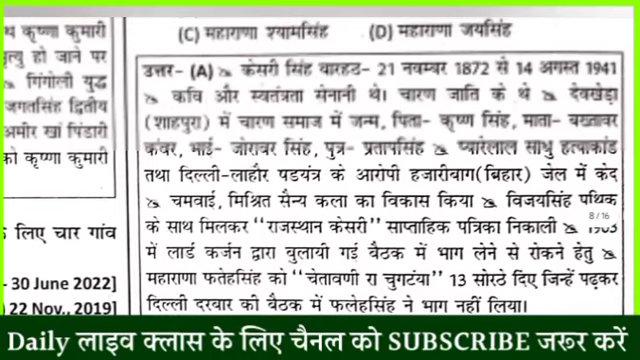 थ कृष्णा कुमारी
मृत्यु हो जाने पर
गिंगोली युद्ध
जगतसिंह द्वितीय
अमीर खां पिंडारी
को कृष्णा कुमारी
के लिए चार गांव
- 30 June 2022]
22 Nov., 2019]
(C) महाराणा श्यामसिंह (D) महाराणा जयसिंह
उत्तर- (A) केसरी सिंह बारहठ- 21 नवम्बर 1872 से 14 अगस्त 1941
कवि और स्वतंत्रता सेनानी थे। चारण जाति के थे देवखेड़ा
(शाहपुरा) में चारण समाज में जन्म, पिता- कृष्ण सिंह, माता- बख्तावर
कंवर, भाई- जोरावर सिंह, पुत्र- प्रतापसिंह प्यारेलाल साधु हत्याकांड
तथा दिल्ली-लाहौर षडयंत्र के आरोपी हजारीबाग (बिहार) जेल में कैद
चमवाई, मिश्रित सैन्य कला का विकास किया विजयसिंह पथिक
के साथ मिलकर "राजस्थान केसरी" साप्ताहिक पत्रिका निकाली 1903
में लार्ड कर्जन द्वारा बुलायी गई बैठक में भाग लेने से रोकने हेतु
महाराणा फतेहसिंह को "चेतावणी रा चुगटंया" 13 सोरठे दिए जिन्हें पढ़कर
दिल्ली दरबार की बैठक में फलेहसिंह ने भाग नहीं लिया।
8/16
Daily लाइव क्लास के लिए चैनल को SUBSCRIBE जरूर करें